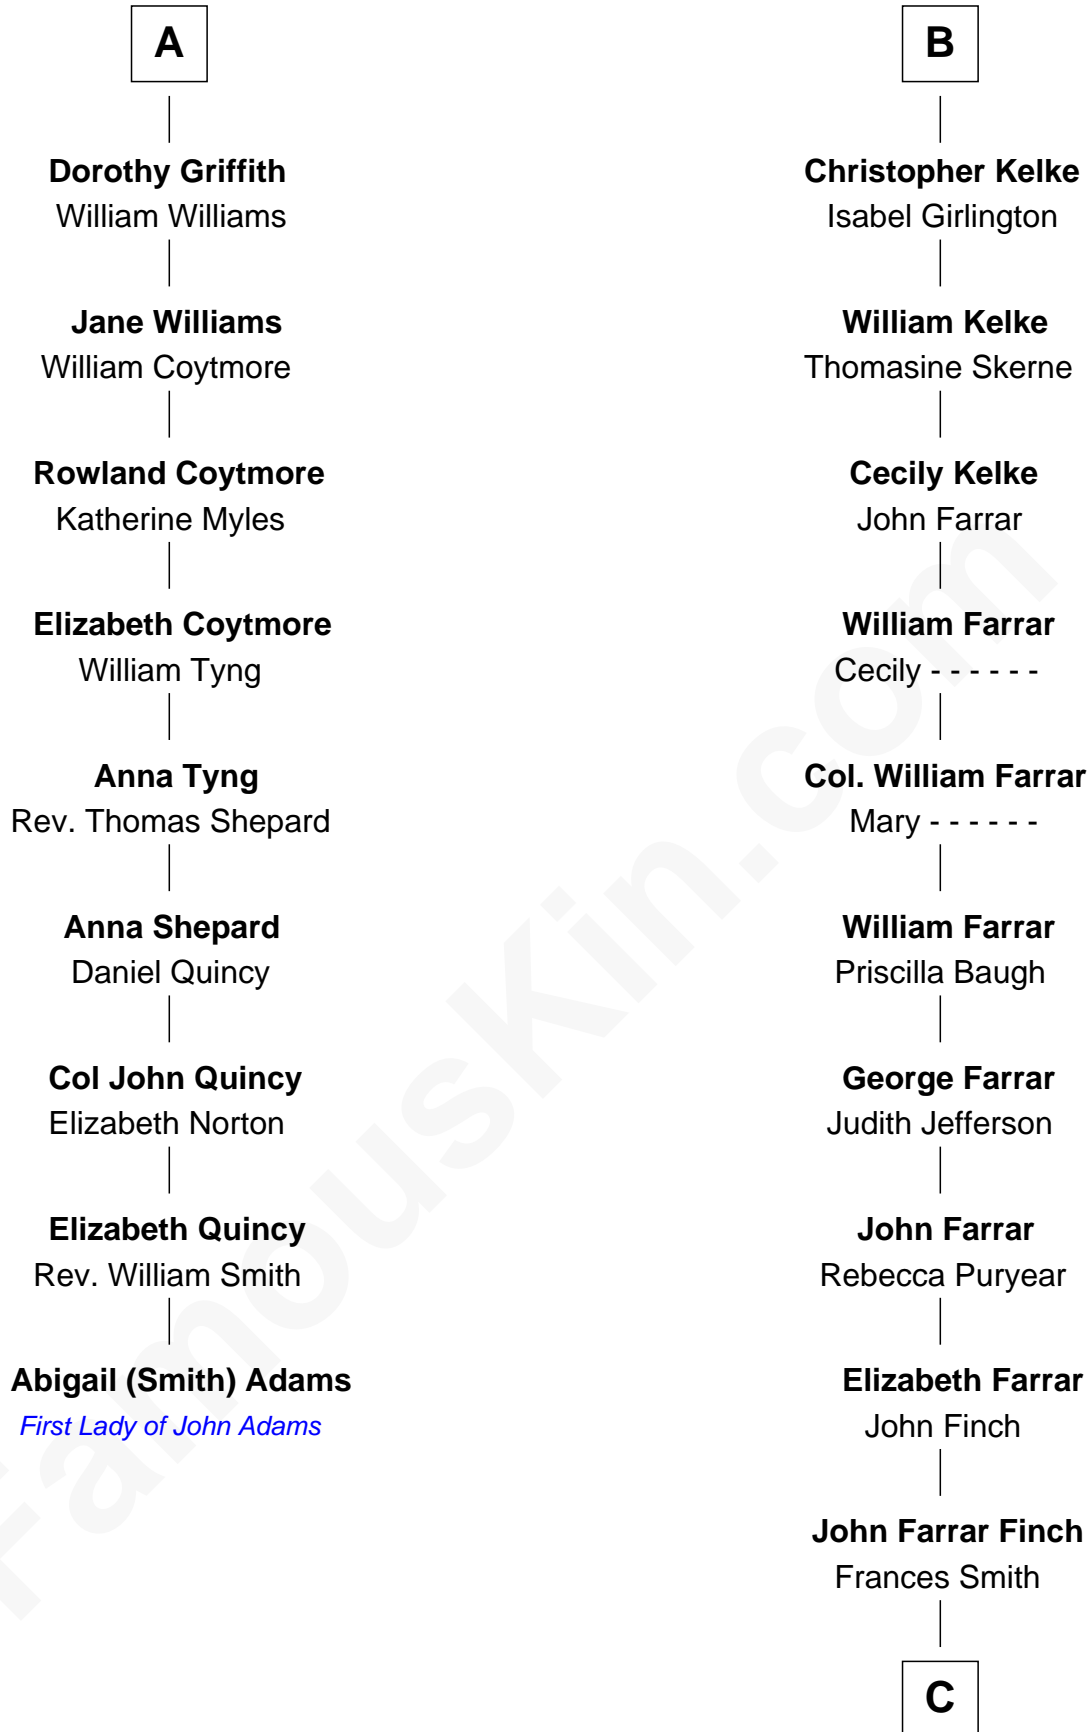 A
Dorothy Griffith
William Williams
Jane Williams
William Coytmore
Rowland Coytmore
Katherine Myles
Elizabeth Coytmore
William Tyng
Anna Tyng
Rev. Thomas Shepard
Anna Shepard
Daniel Quincy
Col John Quincy
Elizabeth Norton
Elizabeth Quincy
Rev. William Smith
Abigail (Smith) Adams
First Lady of John Adams
B
Christopher Kelke
Isabel Girlington
William Kelke
Thomasine Skerne
Cecily Kelke
John Farrar
William Farrar
Cecily - - - - - -
Col. William Farrar
Mary - - - - - -
William Farrar
Priscilla Baugh
George Farrar
Judith Jefferson
John Farrar
Rebecca Puryear
Elizabeth Farrar
John Finch
John Farrar Finch
Frances Smith
C
FamousKin.com